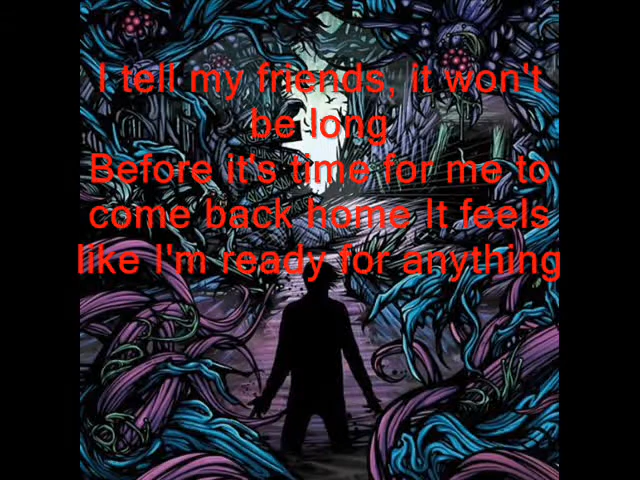 I tell my friends, it won't
be long
Before it's time for me to
come back home It feels
like I'm ready for anything